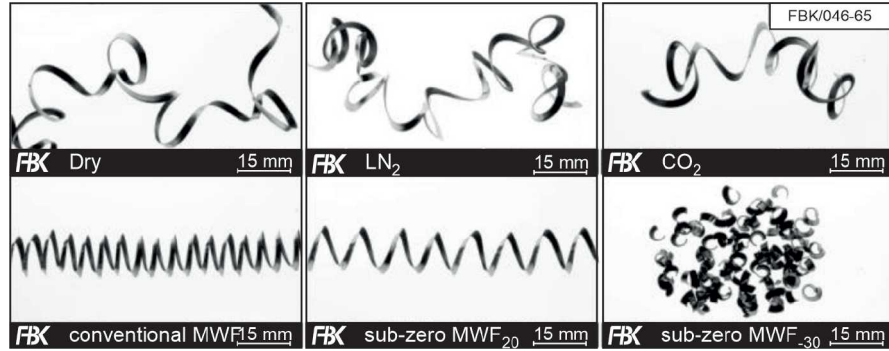 FBK/046-65
FBK Dry 15 mm
FBK LN₂ 15 mm
FBK CO₂ 15 mm
FBK conventional MWF 15 mm
FBK sub-zero MWF₂₀ 15 mm
FBK sub-zero MWF₋₃₀ 15 mm